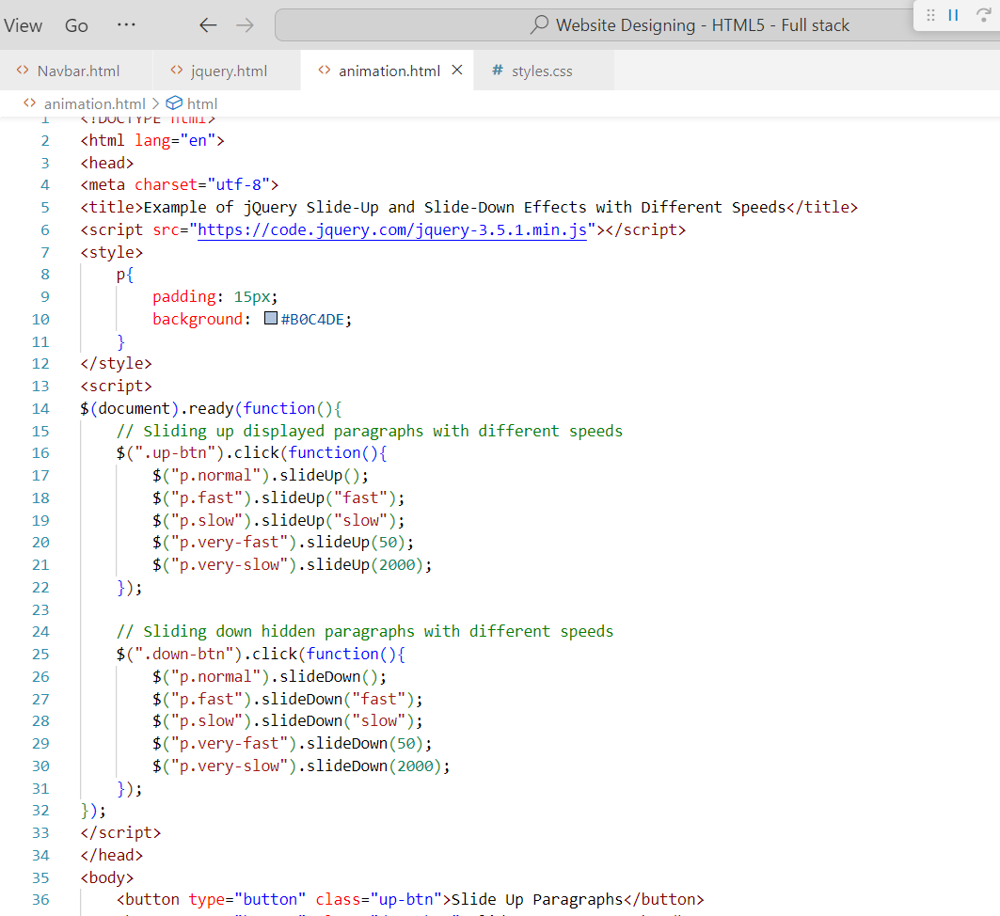 View Go ··· ← → Website Designing - HTML5 - Full stack
<> Navbar.html <> jquery.html <> animation.html × # styles.css
<> animation.html > html
1 <!DOCTYPE html>
2 <html lang="en">
3 <head>
4 <meta charset="utf-8">
5 <title>Example of jQuery Slide-Up and Slide-Down Effects with Different Speeds</title>
6 <script src="https://code.jquery.com/jquery-3.5.1.min.js"></script>
7 <style>
8     p{
9         padding: 15px;
10         background: #B0C4DE;
11     }
12 </style>
13 <script>
14 $(document).ready(function(){
15     // Sliding up displayed paragraphs with different speeds
16     $(".up-btn").click(function(){
17         $("p.normal").slideUp();
18         $("p.fast").slideUp("fast");
19         $("p.slow").slideUp("slow");
20         $("p.very-fast").slideUp(50);
21         $("p.very-slow").slideUp(2000);
22     });
23
24     // Sliding down hidden paragraphs with different speeds
25     $(".down-btn").click(function(){
26         $("p.normal").slideDown();
27         $("p.fast").slideDown("fast");
28         $("p.slow").slideDown("slow");
29         $("p.very-fast").slideDown(50);
30         $("p.very-slow").slideDown(2000);
31     });
32 });
33 </script>
34 </head>
35 <body>
36     <button type="button" class="up-btn">Slide Up Paragraphs</button>